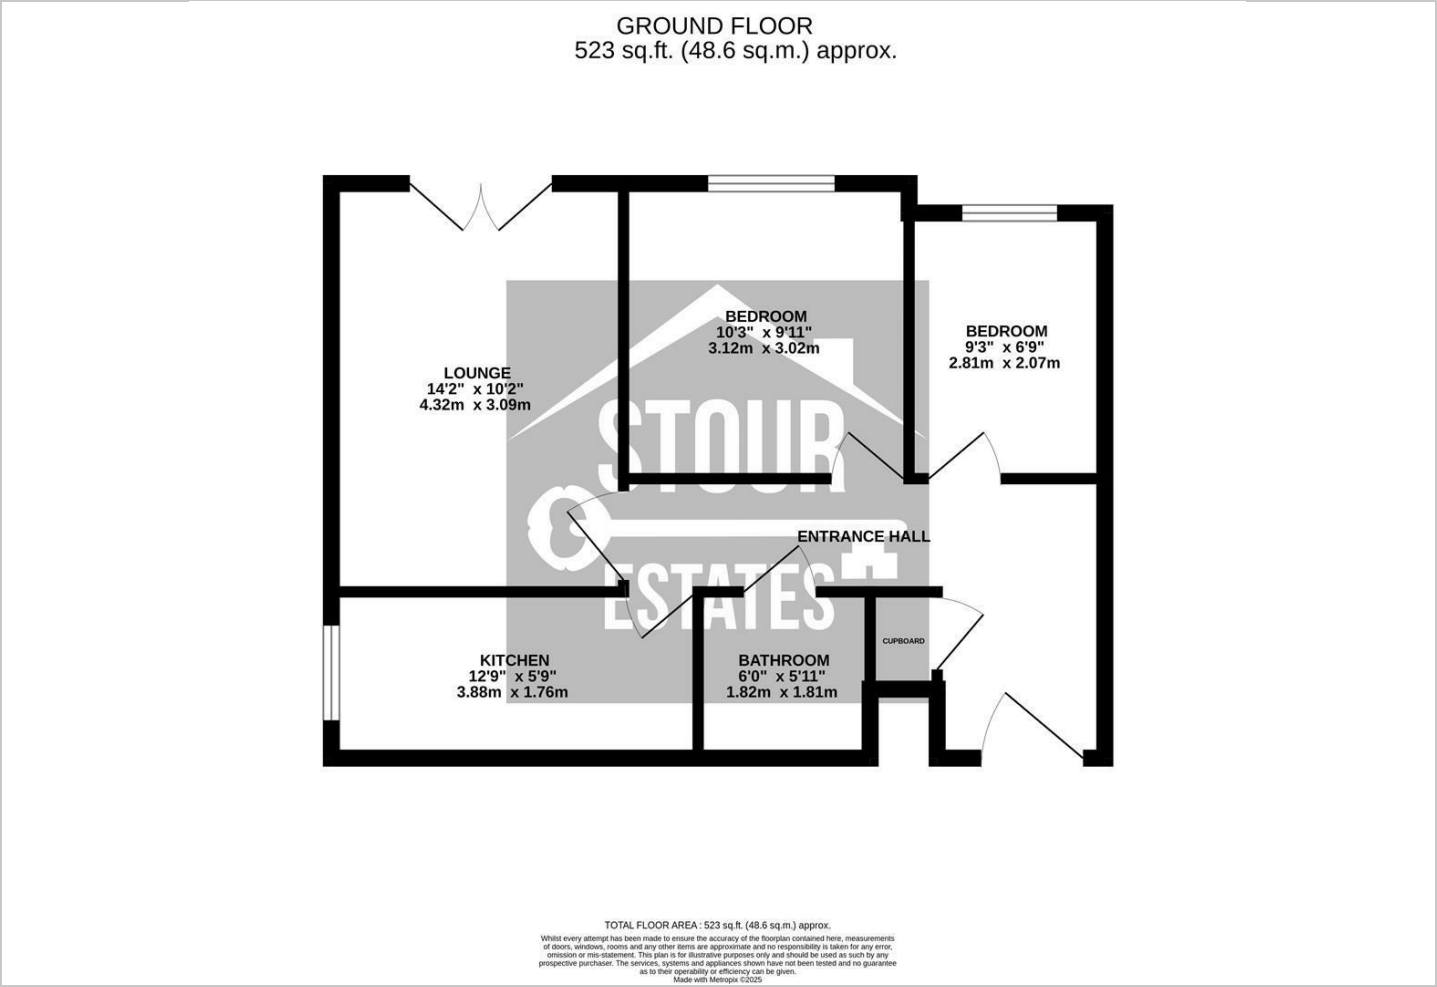 GROUND FLOOR
523 sq.ft. (48.6 sq.m.) approx.
BEDROOM
10'3" x 9'11"
3.12m x 3.02m
BEDROOM
9'3" x 6'9"
2.81m x 2.07m
LOUNGE
14'2" x 10'2"
4.32m x 3.09m
STOUR
ENTRANCE HALL
ESTATES
CUPBOARD
KITCHEN
12'9" x 5'9"
3.88m x 1.76m
BATHROOM
6'0" x 5'11"
1.82m x 1.81m
TOTAL FLOOR AREA : 523 sq.ft. (48.6 sq.m.) approx.
Whilst every attempt has been made to ensure the accuracy of the floorplan contained here, measurements
of doors, windows, rooms and any other items are approximate and no responsibility is taken for any error,
omission or mis-statement. This plan is for illustrative purposes only and should be used as such by any
prospective purchaser. The services, systems and appliances shown have not been tested and no guarantee
as to their operability or efficiency can be given.
Made with Metropix ©2025